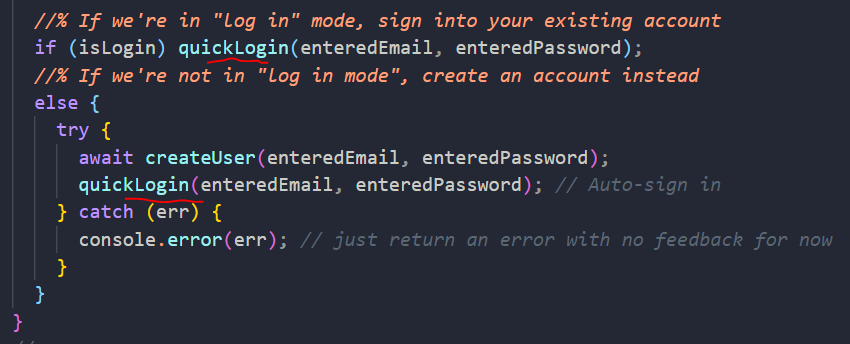 //% If we're in "log in" mode, sign into your existing account
if (isLogin) quickLogin(enteredEmail, enteredPassword);
//% If we're not in "log in mode", create an account instead
else {
try {
await createUser(enteredEmail, enteredPassword);
quickLogin(enteredEmail, enteredPassword); // Auto-sign in
} catch (err) {
console.error(err); // just return an error with no feedback for now
}
}
}